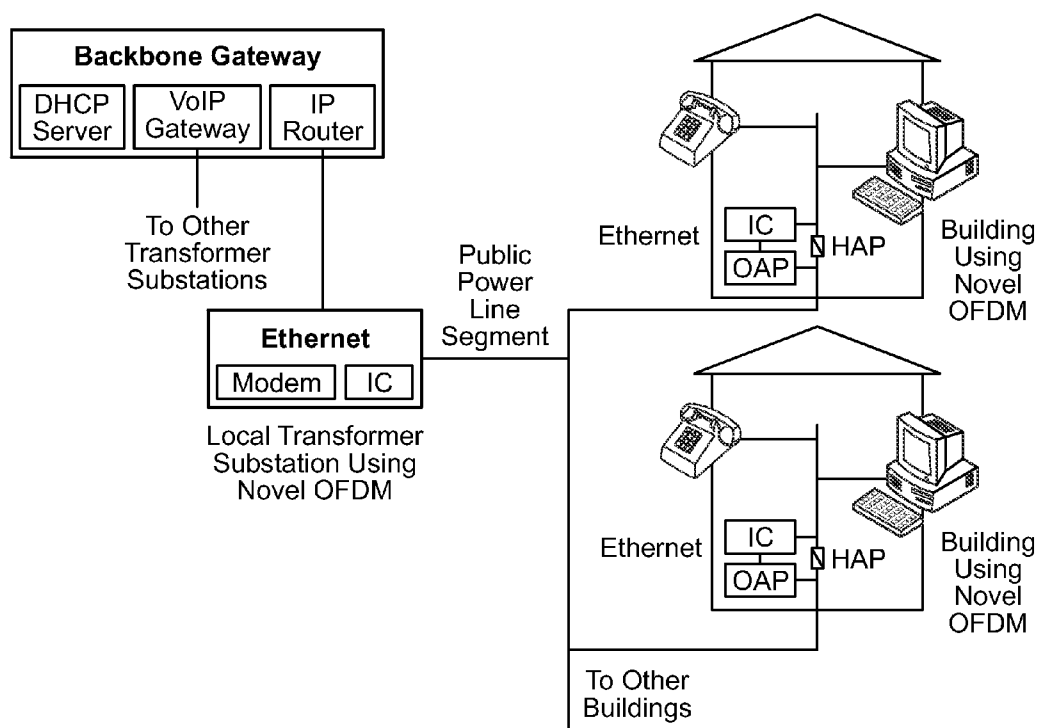 Backbone Gateway
DHCP
Server
VoIP
Gateway
IP
Router
To Other
Transformer
Substations
Public
Power
Line
Segment
Ethernet
Modem
IC
Local Transformer
Substation Using
Novel OFDM
Ethernet
IC
OAP
HAP
Building
Using
Novel
OFDM
Ethernet
IC
OAP
HAP
Building
Using
Novel
OFDM
To Other
Buildings